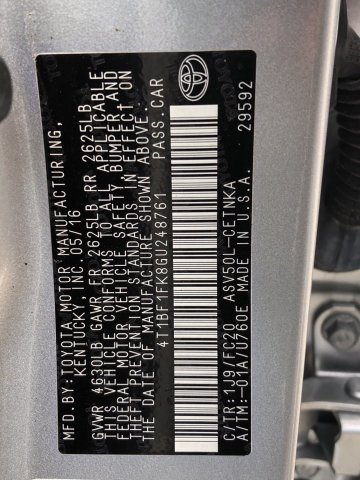 MFD.BY:TOYOTA MOTOR MANUFACTURING,
KENTUCKY, INC. 05/16
GVWR 4630LB GAWR FR 2625LB RR 2625LB
THIS VEHICLE CONFORMS TO ALL APPLICABLE
FEDERAL MOTOR VEHICLE SAFETY, BUMPER AND
THEFT PREVENTION STANDARDS IN EFFECT ON
THE DATE OF MANUFACTURE SHOWN ABOVE.
4T1BF1FK8GU248761 PASS.CAR
C/TR:1J9/FC20 ASV50L-CETNKA
A/TM:-01A/U760E MADE IN U.S.A. 29592